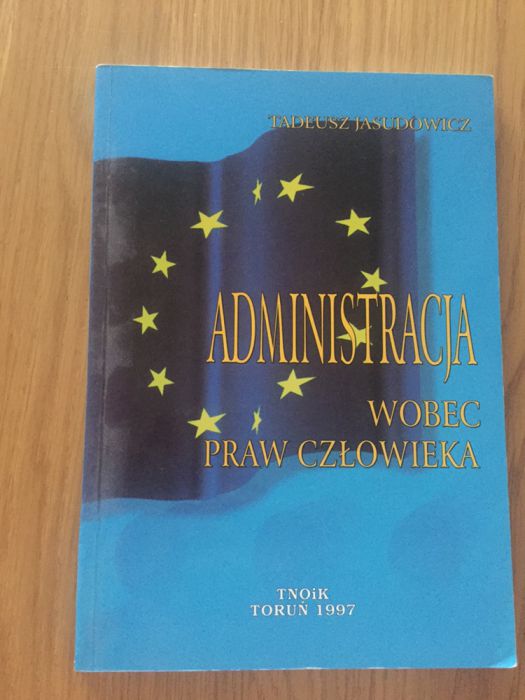 TADEUSZ JASUDOWICZ
ADMINISTRACJA
WOBEC
PRAW CZŁOWIEKA
TNOiK
TORUŃ 1997